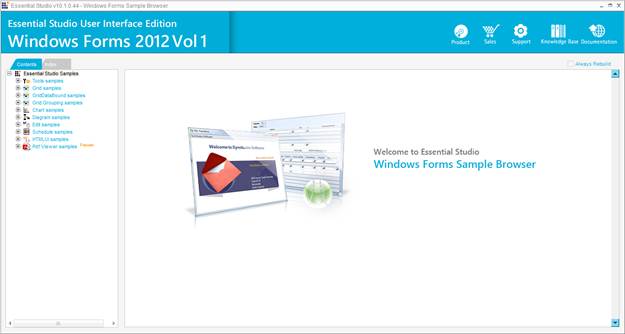 Essential Studio v10.1.0.44 - Windows Forms Sample Browser
Essential Studio User Interface Edition
Windows Forms 2012 Vol 1
Product
Sales
Support
Knowledge Base
Documentation
Contents
Index
Always Rebuild
Essential Studio Samples
Tools samples
Grid samples
GridDataBound samples
Grid Grouping samples
Chart samples
Diagram samples
Edit samples
Schedule samples
HTMLUI samples
Pdf Viewer samples
Welcome to
Software
Welcome to Essential Studio
Windows Forms Sample Browser